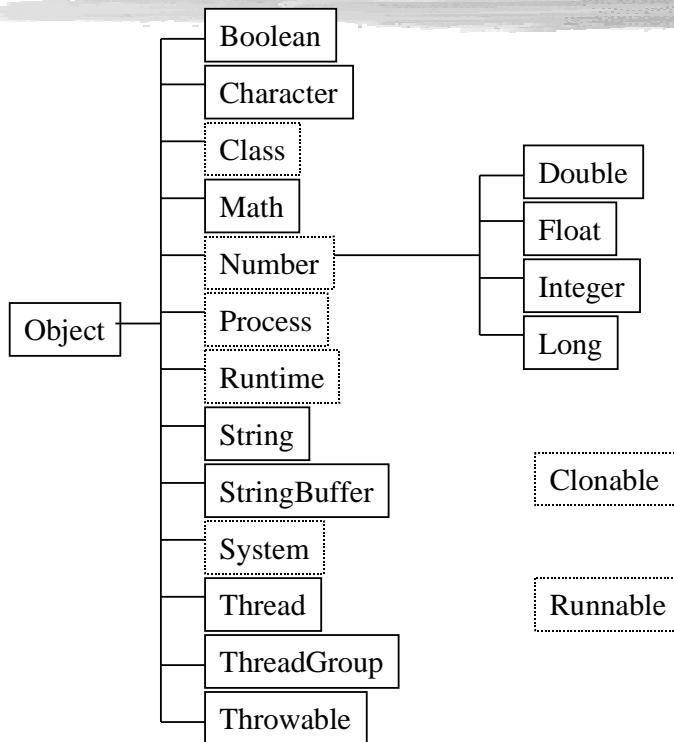 Boolean
Character
Class
Math
Number
Process
Runtime
String
StringBuffer
System
Thread
ThreadGroup
Throwable
Object
Double
Float
Integer
Long
Clonable
Runnable